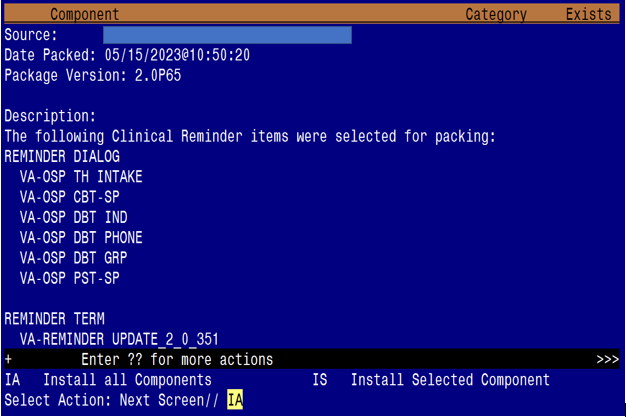 Component Category Exists
Source:
Date Packed: 05/15/2023@10:50:20
Package Version: 2.0P65
Description:
The following Clinical Reminder items were selected for packing:
REMINDER DIALOG
VA-OSP TH INTAKE
VA-OSP CBT-SP
VA-OSP DBT IND
VA-OSP DBT PHONE
VA-OSP DBT GRP
VA-OSP PST-SP
REMINDER TERM
VA-REMINDER UPDATE_2_0_351
+ Enter ?? for more actions >>>
IA Install all Components IS Install Selected Component
Select Action: Next Screen// IA